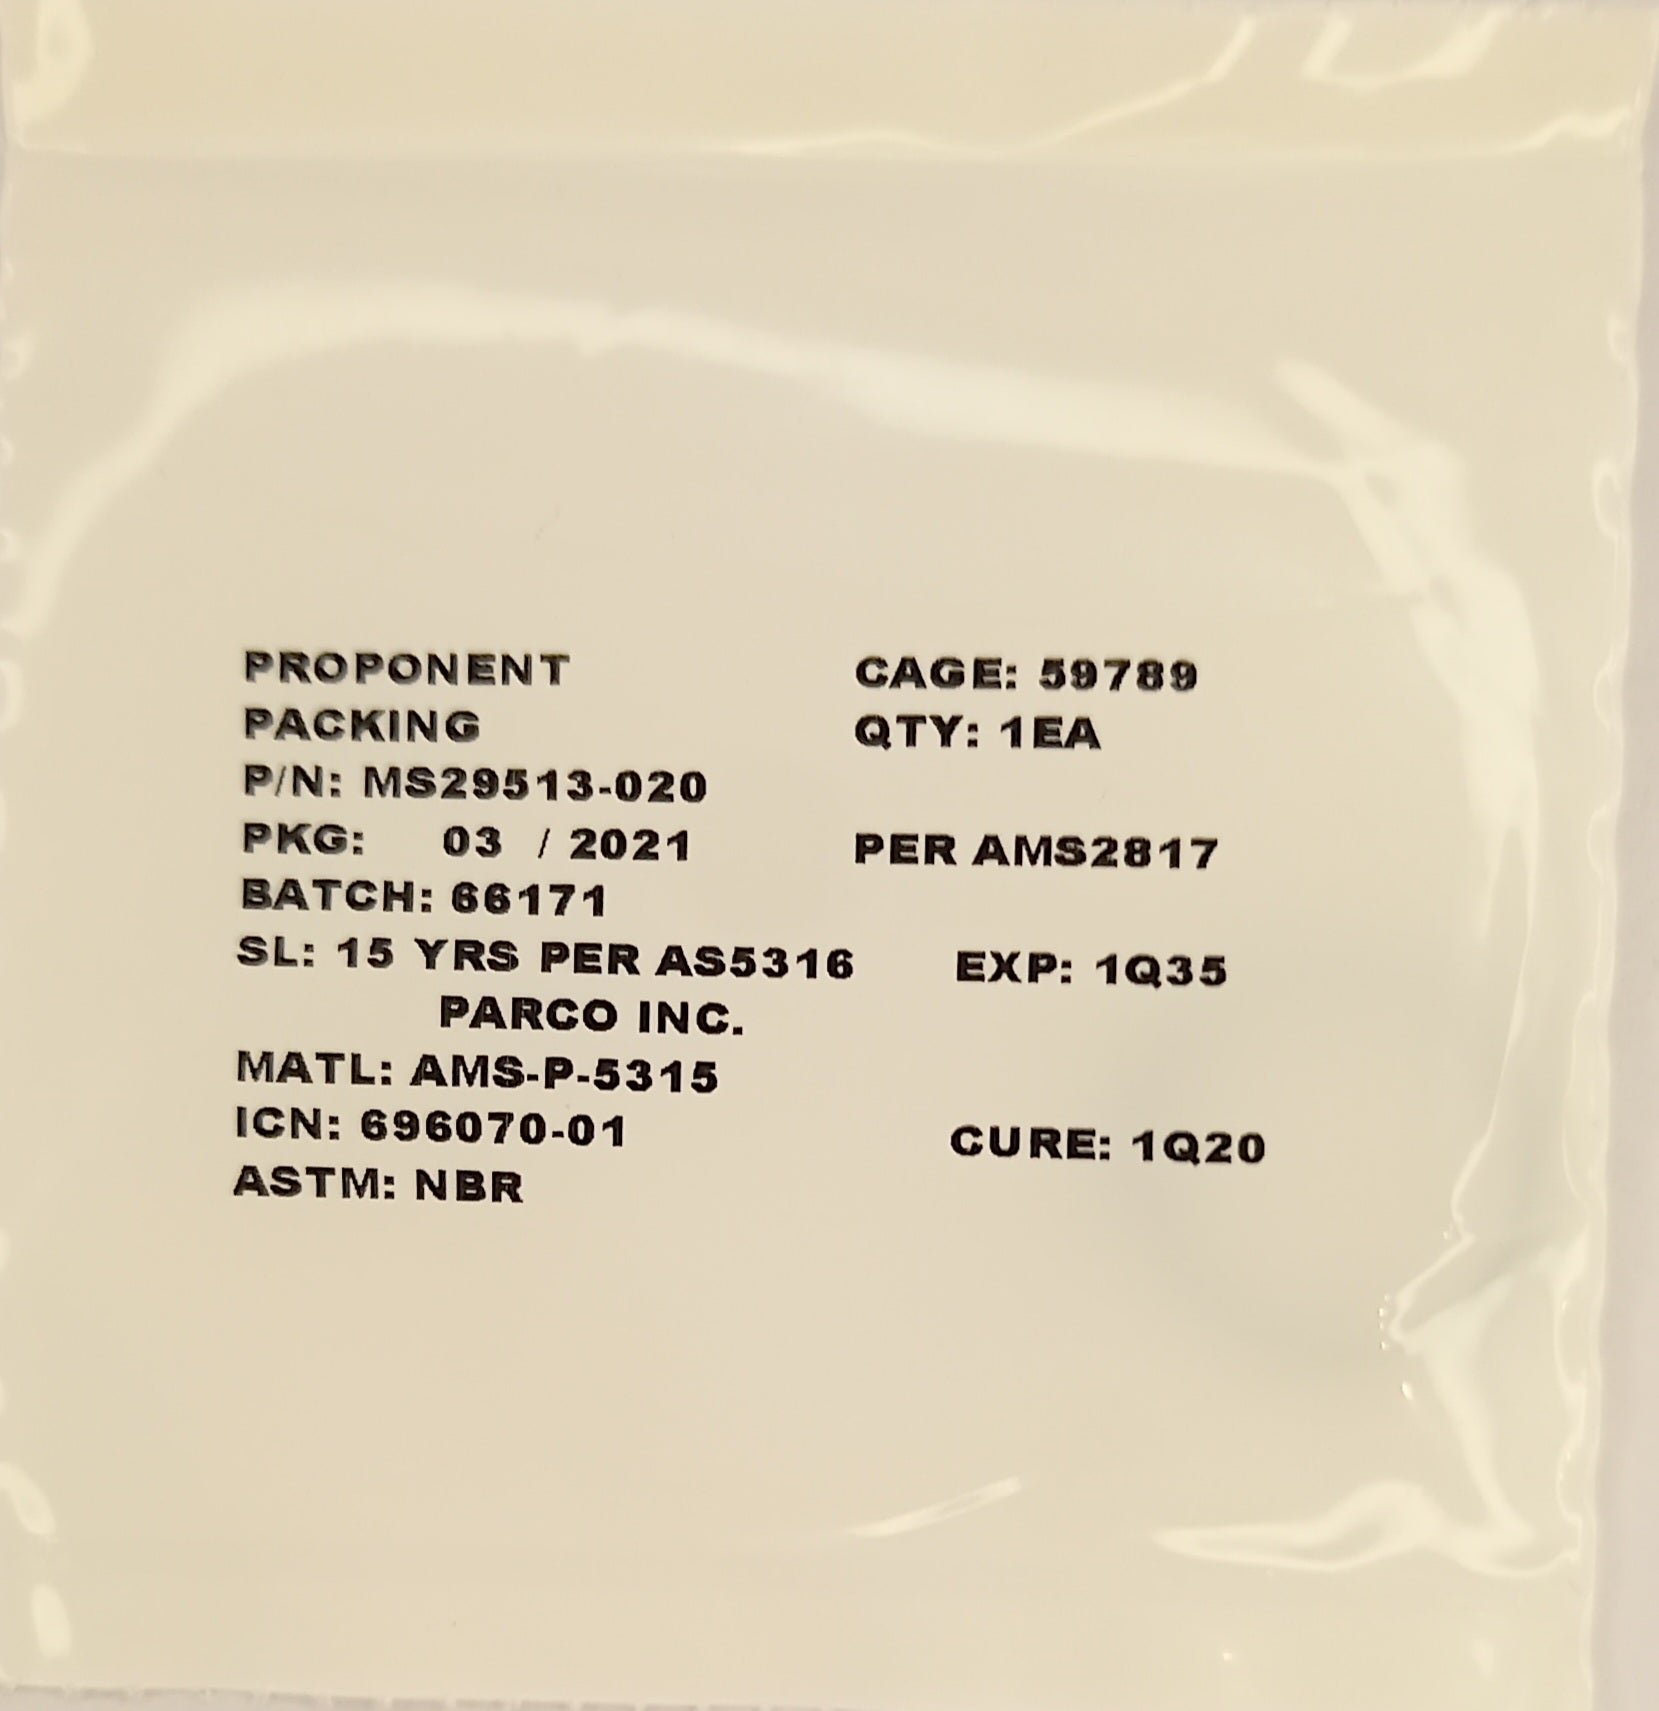 PROPONENT CAGE: 59789
PACKING QTY: 1EA
P/N: MS29513-020
PKG: 03 / 2021 PER AMS2817
BATCH: 66171
SL: 15 YRS PER AS5316 EXP: 1Q35
PARCO INC.
MATL: AMS-P-5315
ICN: 696070-01 CURE: 1Q20
ASTM: NBR